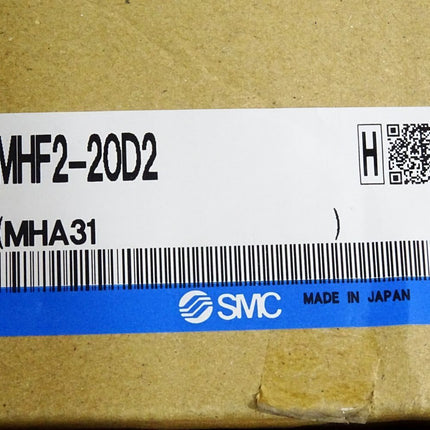 MHF2-20D2
H
(MHA31 )
SMC MADE IN JAPAN